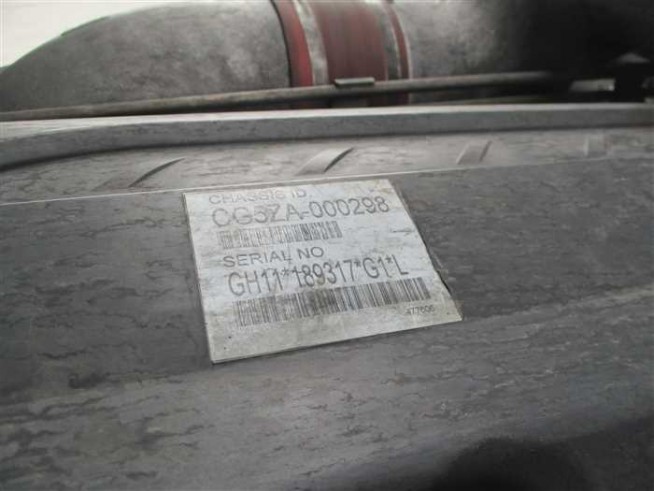 CHASSIS ID
CG5ZA-000298
SERIAL NO
GH11*189317*G1*L